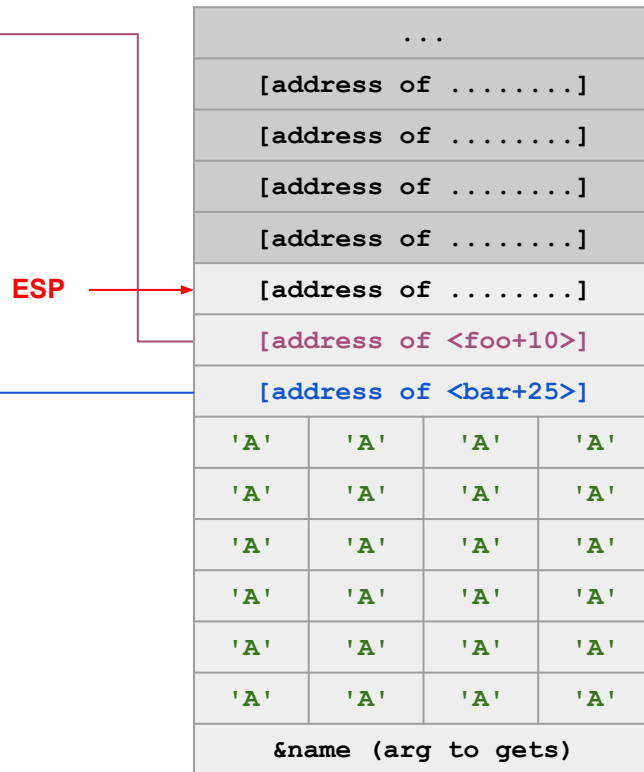 ...
[address of ........]
[address of ........]
[address of ........]
[address of ........]
ESP [address of ........]
[address of <foo+10>]
[address of <bar+25>]
'A' 'A' 'A' 'A'
'A' 'A' 'A' 'A'
'A' 'A' 'A' 'A'
'A' 'A' 'A' 'A'
'A' 'A' 'A' 'A'
'A' 'A' 'A' 'A'
&name (arg to gets)